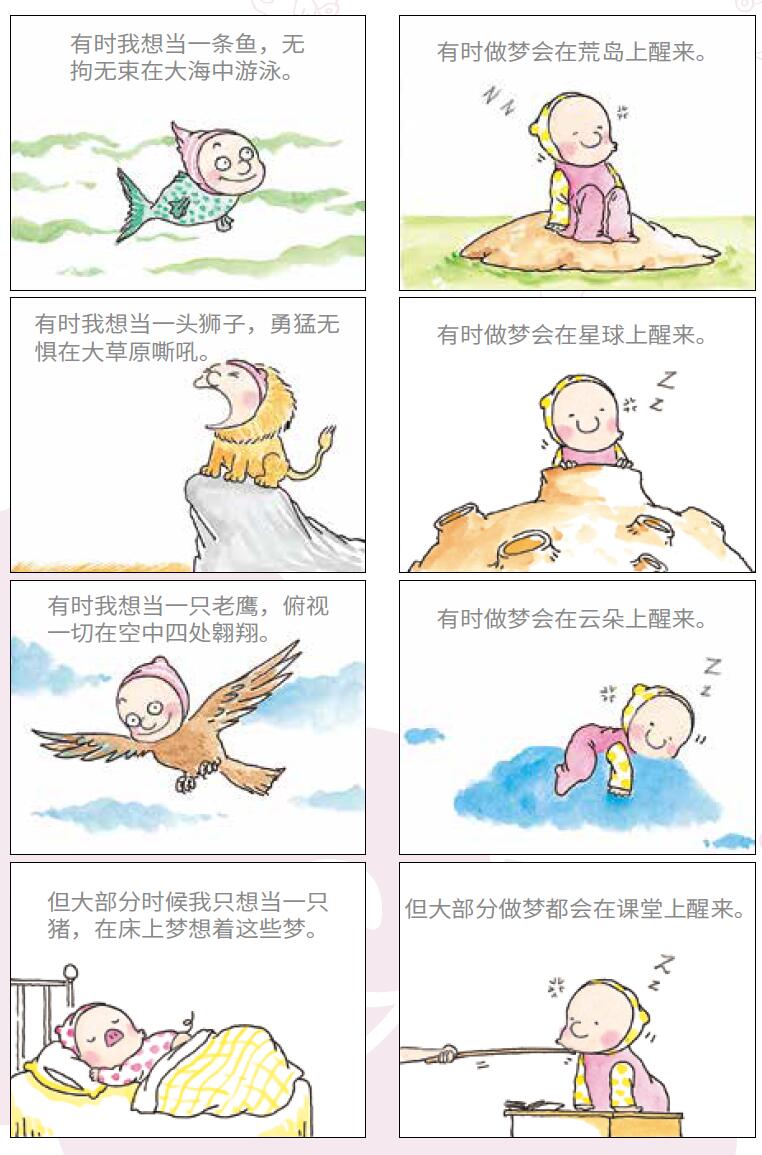 有时我想当一条鱼，无
拘无束在大海中游泳。
有时我想当一头狮子，勇猛无
惧在大草原嘶吼。
有时我想当一只老鹰，俯视
一切在空中四处翱翔。
但大部分时候我只想当一只
猪，在床上梦想着这些梦。
有时做梦会在荒岛上醒来。
Z Z
有时做梦会在星球上醒来。
Z
Z
有时做梦会在云朵上醒来。
Z
Z
但大部分做梦都会在课堂上醒来。
Z
Z